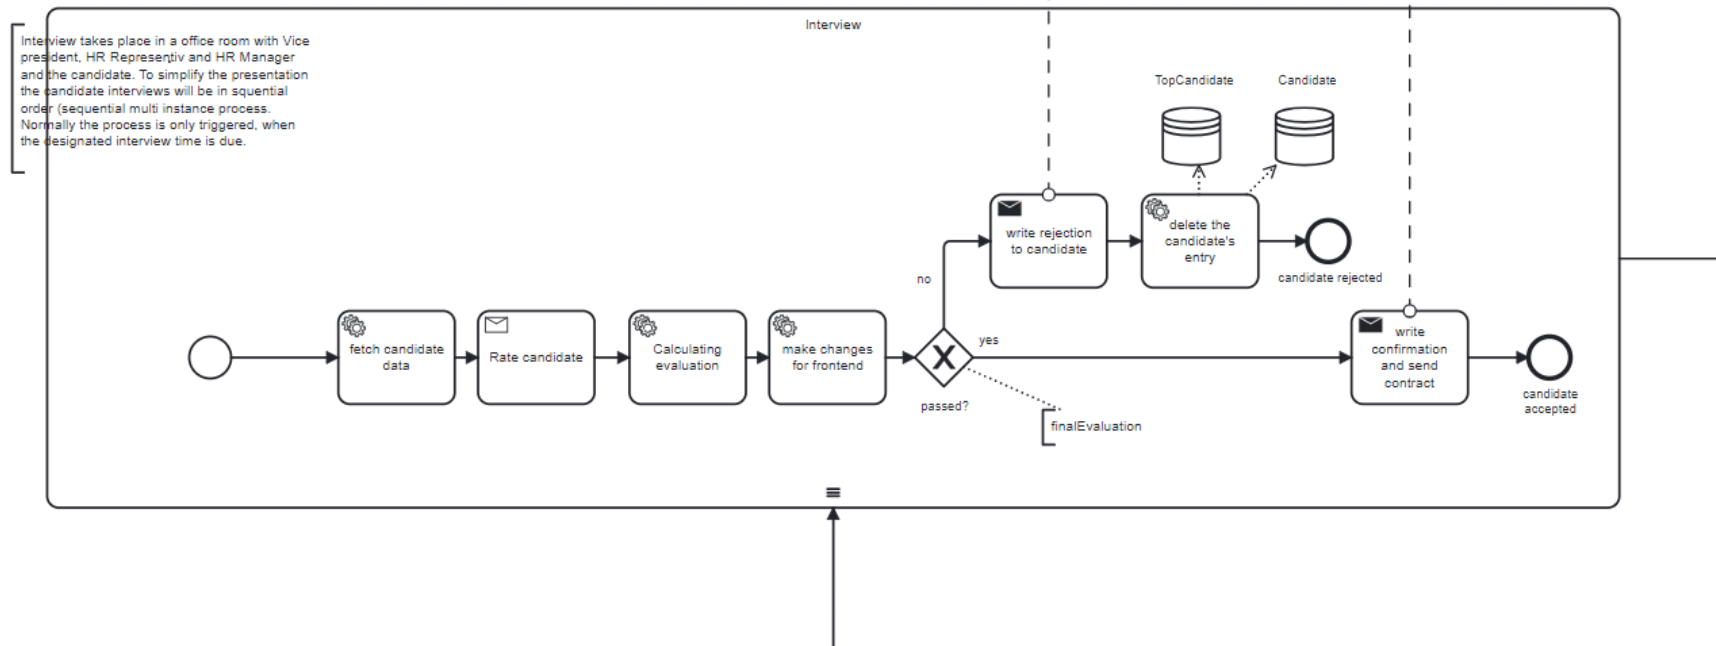 Interview
Interview takes place in a office room with Vice
president, HR Representiv and HR Manager
and the candidate. To simplify the presentation
the candidate interviews will be in squential
order (sequential multi instance process.
Normally the process is only triggered, when
the designated interview time is due.
TopCandidate
Candidate
write rejection
to candidate
delete the
candidate's
entry
candidate rejected
no
fetch candidate
data
Rate candidate
Calculating
evaluation
make changes
for frontend
yes
passed?
finalEvaluation
write
confirmation
and send
contract
candidate
accepted